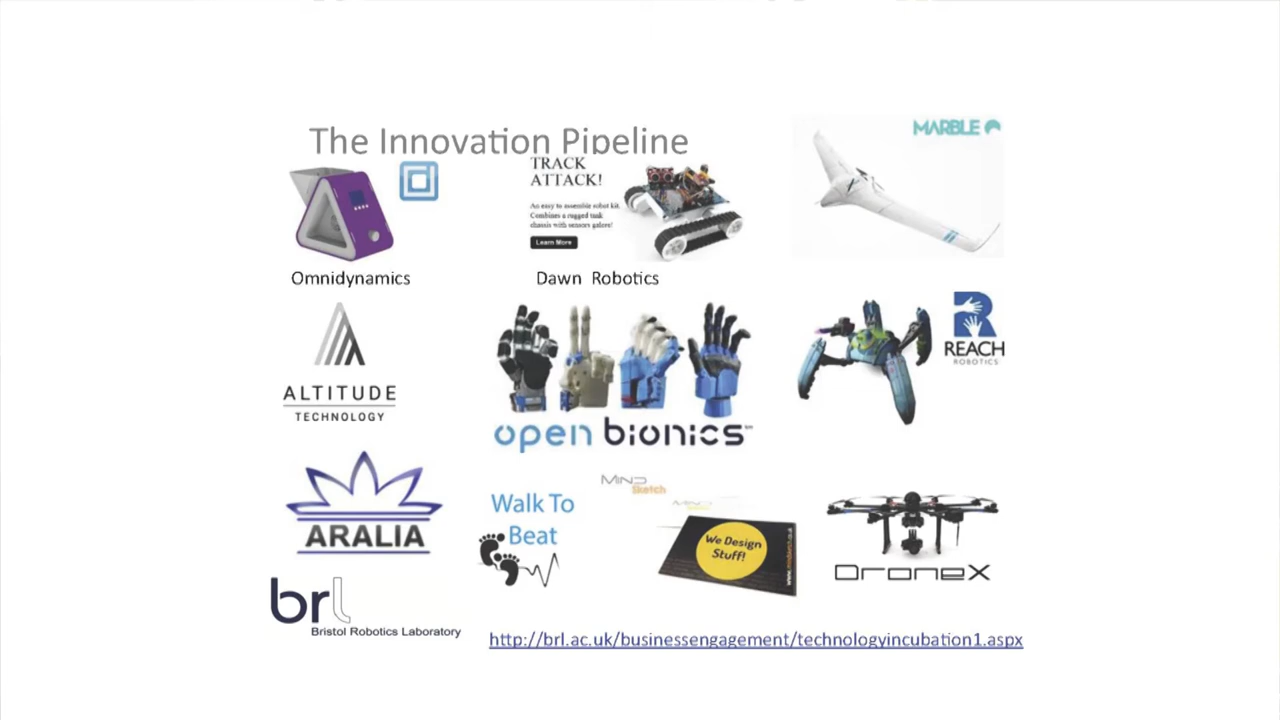 The Innovation Pipeline
MARBLE
TRACK
ATTACK!
An easy to assemble robot kit.
Combines a rugged tank
chassis with sensors galore!
Learn More
Omnidynamics
Dawn Robotics
REACH
ROBOTICS
ALTITUDE
TECHNOLOGY
open bionics
MIND
Sketch
Walk To
Beat
We Design
Stuff!
ARALIA
DroneX
brl
Bristol Robotics Laboratory
http://brl.ac.uk/businessengagement/technologyincubation1.aspx